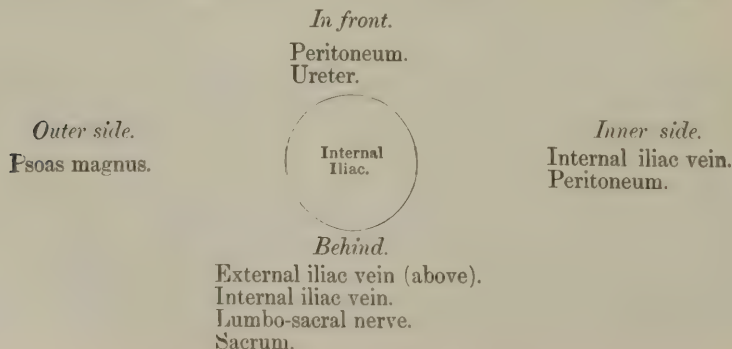 In front.
Peritoneum.
Ureter.
Outer side.
Psoas magnus.
Internal
Iliac.
Inner side.
Internal iliac vein.
Peritoneum.
Behind.
External iliac vein (above).
Internal iliac vein.
Lumbo-sacral nerve.
Sacrum.